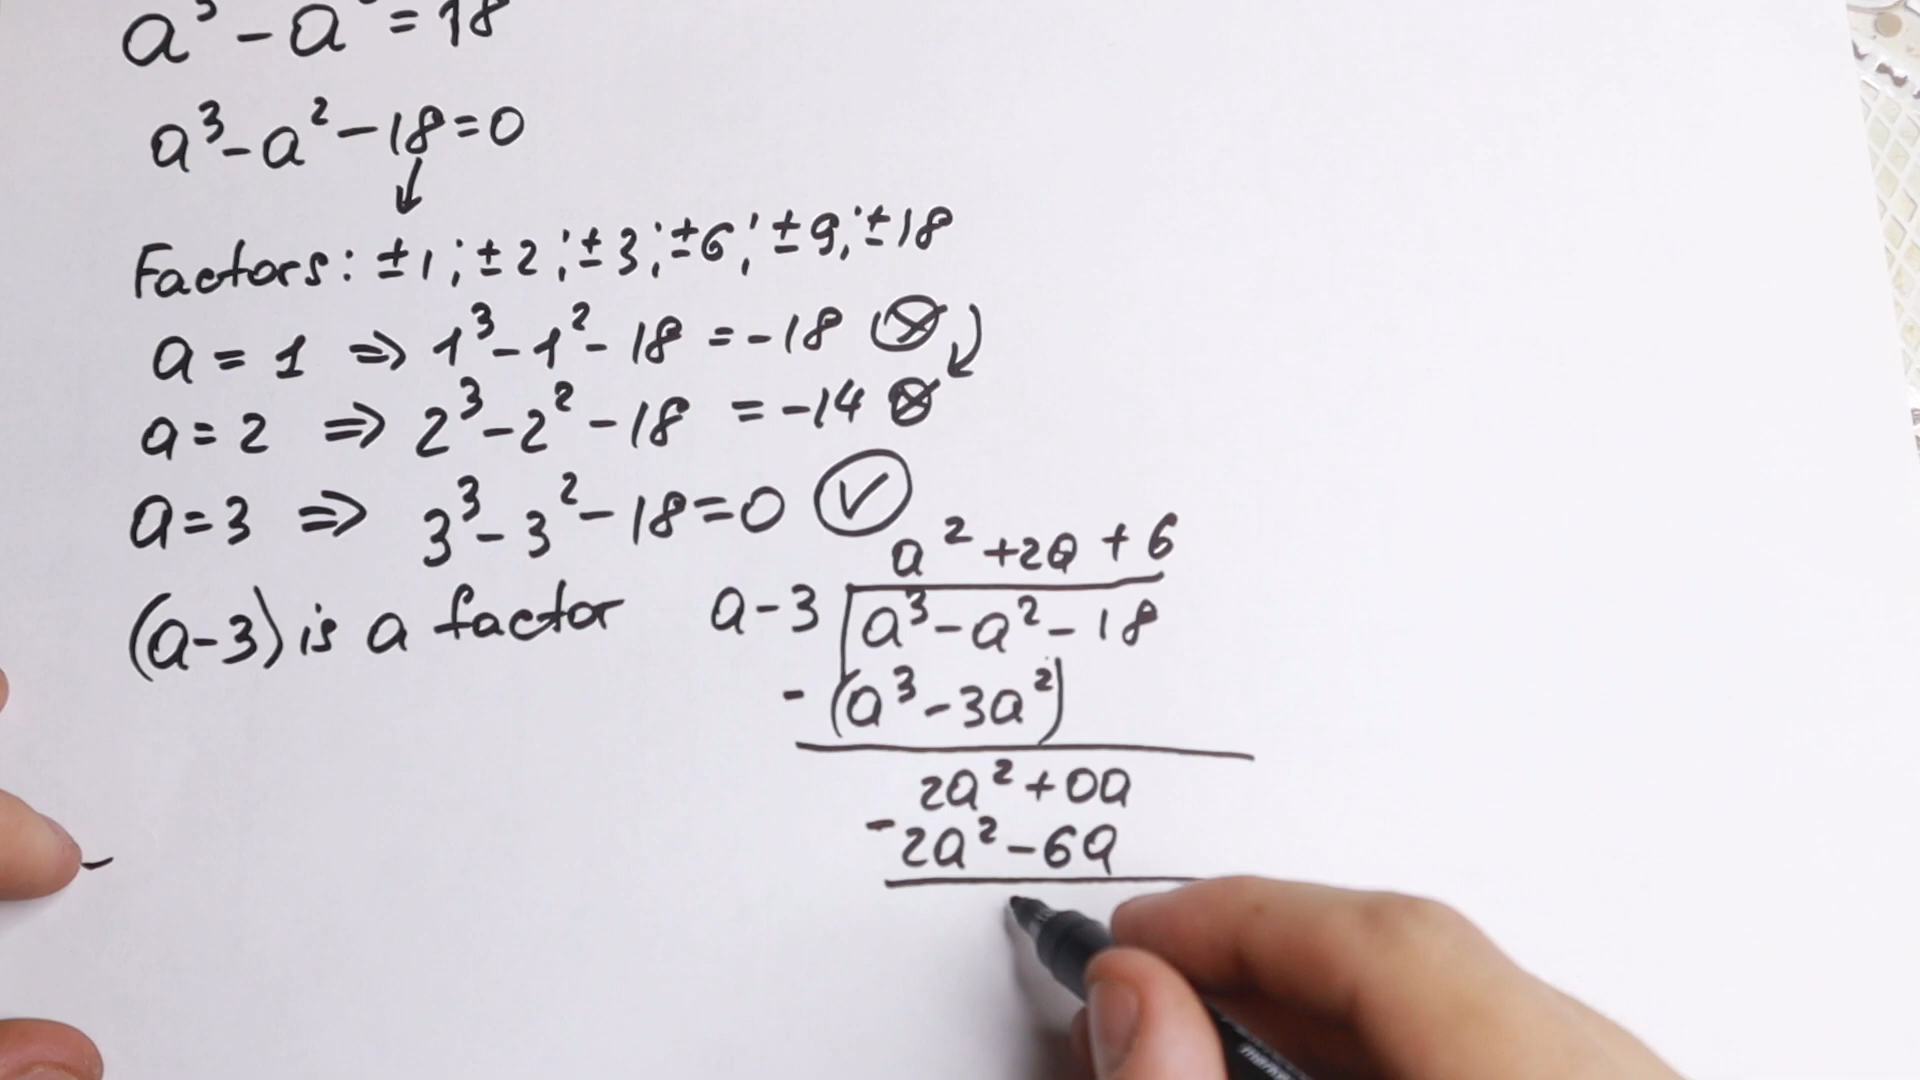 a³ - a² = 18
a³ - a² - 18 = 0
↓
Factors: ±1; ±2; ±3; ±6; ±9; ±18
a = 1 ⇒ 1³ - 1² - 18 = -18 ⊗
a = 2 ⇒ 2³ - 2² - 18 = -14 ⊗
a = 3 ⇒ 3³ - 3² - 18 = 0 ✓
(a-3) is a factor
a² + 2a + 6
a - 3 a³ - a² - 18
- (a³ - 3a²)
2a² + 0a
- 2a² - 6a